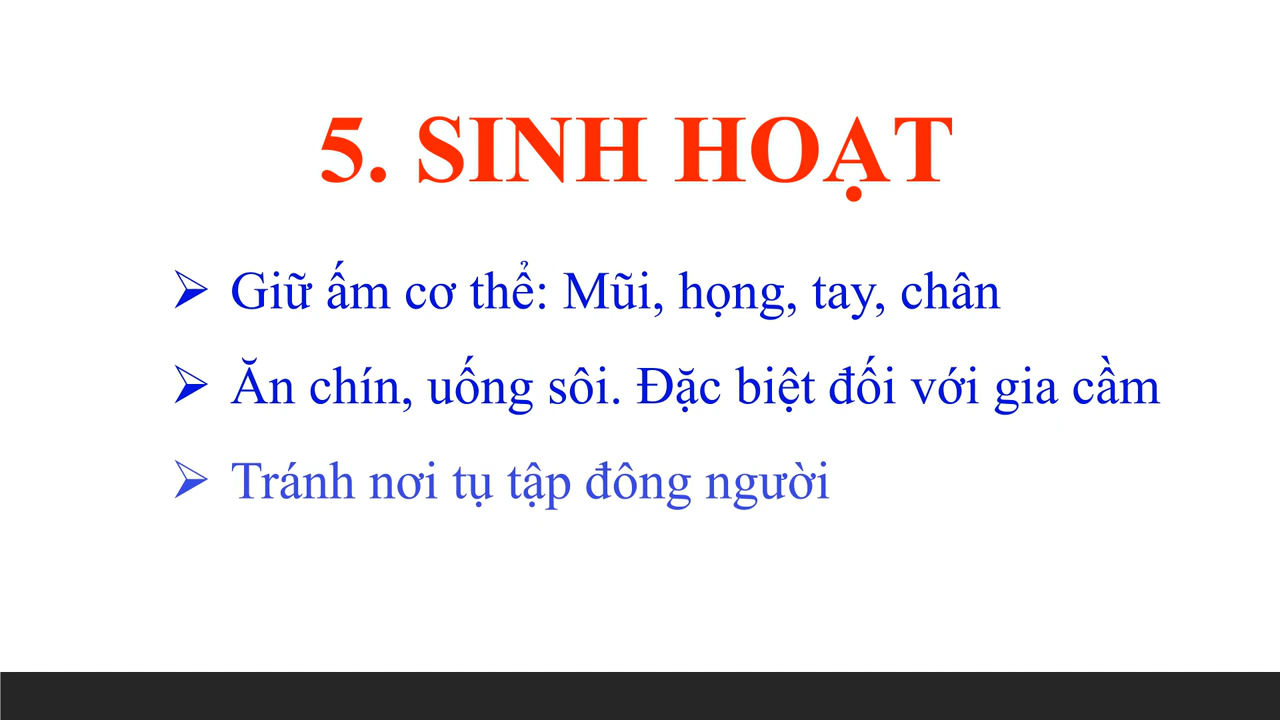 5. SINH HOẠT
➢ Giữ ấm cơ thể: Mũi, họng, tay, chân
➢ Ăn chín, uống sôi. Đặc biệt đối với gia cầm
➢ Tránh nơi tụ tập đông người